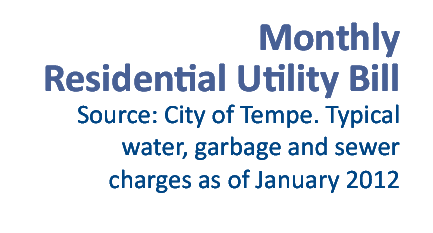 Monthly
Residential Utility Bill
Source: City of Tempe. Typical
water, garbage and sewer
charges as of January 2012